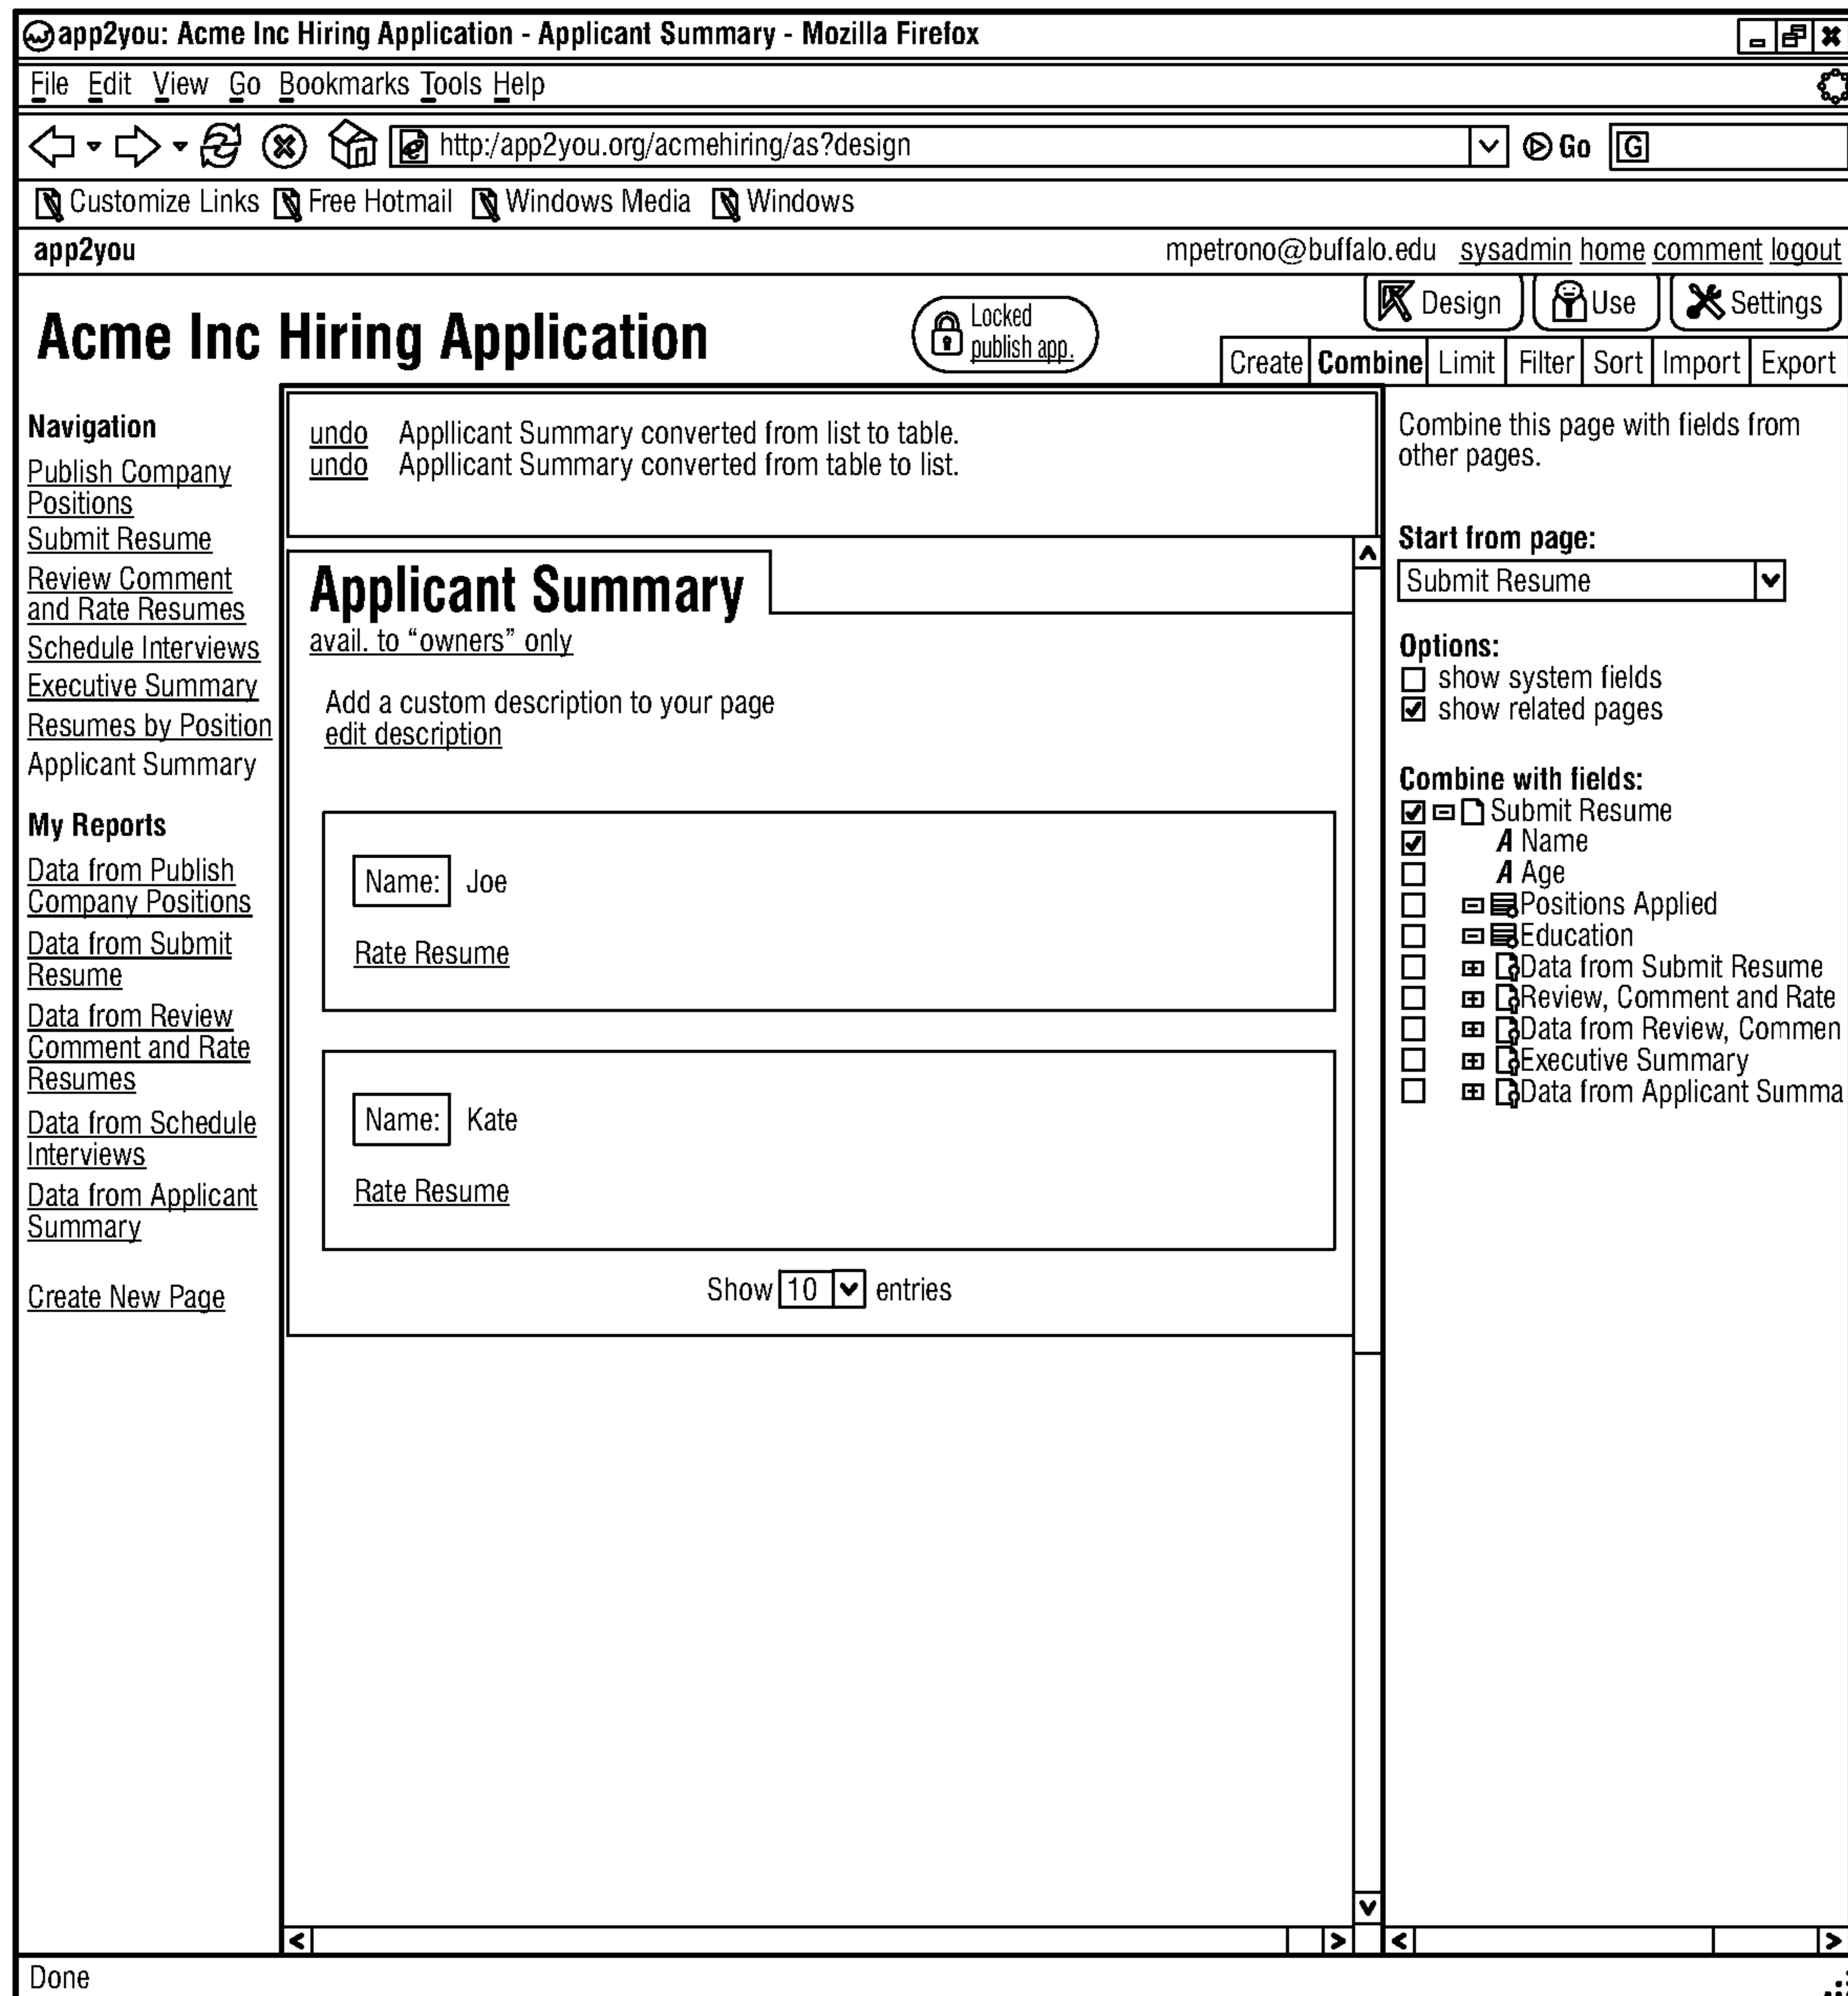 app2you: Acme Inc Hiring Application - Applicant Summary - Mozilla Firefox
File Edit View Go Bookmarks Tools Help
http:/app2you.org/acmehiring/as?design
Go
G
Customize Links Free Hotmail Windows Media Windows
app2you
mpetrono@buffalo.edu sysadmin home comment logout
Acme Inc Hiring Application
Locked
publish app.
Design Use Settings
Create Combine Limit Filter Sort Import Export
Navigation
Publish Company
Positions
Submit Resume
Review Comment
and Rate Resumes
Schedule Interviews
Executive Summary
Resumes by Position
Applicant Summary
My Reports
Data from Publish
Company Positions
Data from Submit
Resume
Data from Review
Comment and Rate
Resumes
Data from Schedule
Interviews
Data from Applicant
Summary
Create New Page
undo Appllicant Summary converted from list to table.
undo Appllicant Summary converted from table to list.
Applicant Summary
avail. to “owners” only
Add a custom description to your page
edit description
Name: Joe
Rate Resume
Name: Kate
Rate Resume
Show 10 entries
Combine this page with fields from
other pages.
Start from page:
Submit Resume
Options:
show system fields
show related pages
Combine with fields:
Submit Resume
A Name
A Age
Positions Applied
Education
Data from Submit Resume
Review, Comment and Rate
Data from Review, Commen
Executive Summary
Data from Applicant Summa
Done